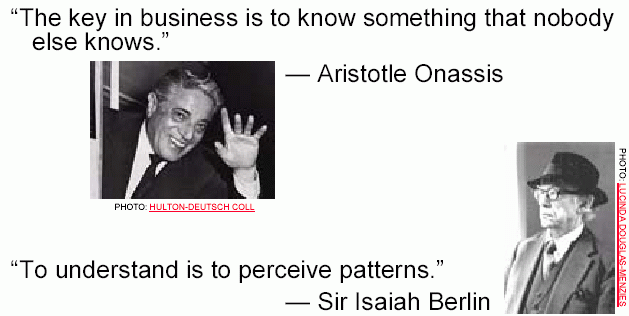 “The key in business is to know something that nobody
else knows.”
— Aristotle Onassis
PHOTO: HULTON-DEUTSCH COLL
PHOTO: LUCINDA DOUGLAS-MENZIES
“To understand is to perceive patterns.”
— Sir Isaiah Berlin